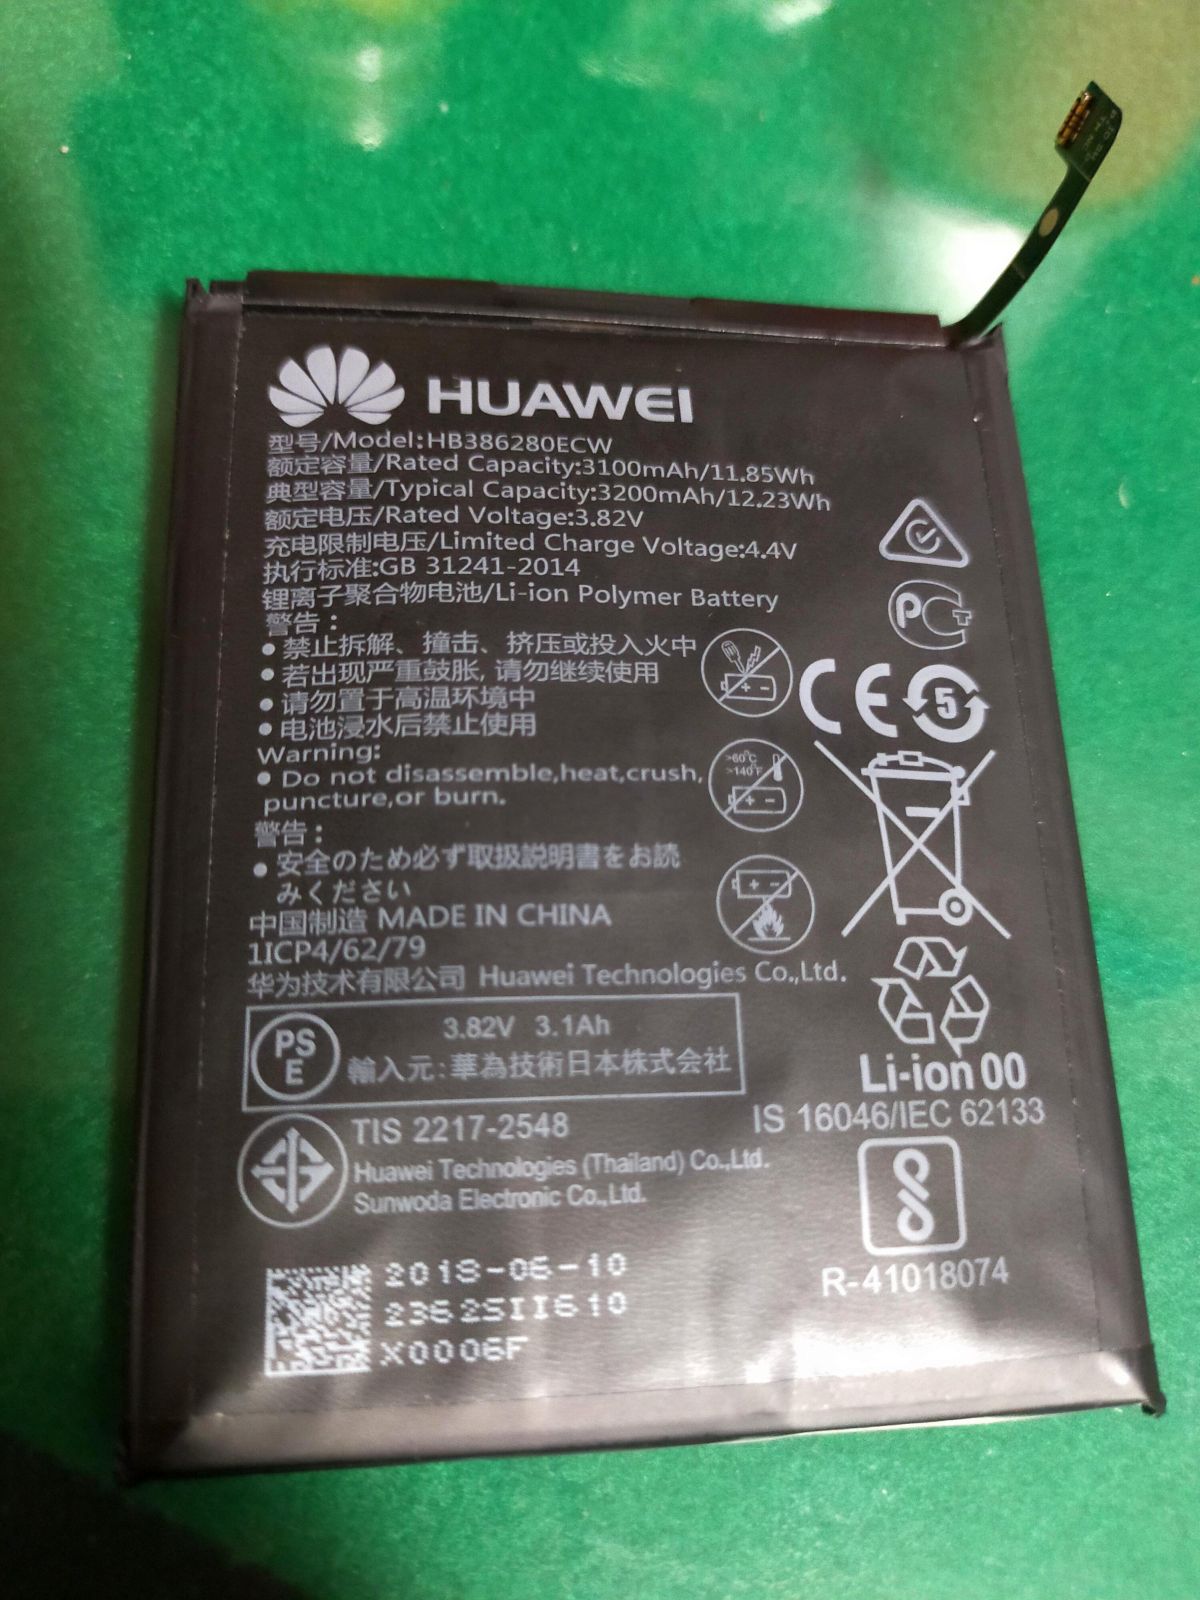 HUAWEI
型号/Model:HB386280ECW
额定容量/Rated Capacity:3100mAh/11.85Wh
典型容量/Typical Capacity:3200mAh/12.23Wh
额定电压/Rated Voltage:3.82V
充电限制电压/Limited Charge Voltage:4.4V
执行标准:GB 31241-2014
锂离子聚合物电池/Li-ion Polymer Battery
警告：
• 禁止拆解、撞击、挤压或投入火中
• 若出现严重鼓胀, 请勿继续使用
• 请勿置于高温环境中
• 电池浸水后禁止使用
Warning:
• Do not disassemble,heat,crush,
puncture,or burn.
>60°C
>140°F
警告：
• 安全のため必ず取扱説明書をお読
みください
中国制造 MADE IN CHINA
1ICP4/62/79
华为技术有限公司 Huawei Technologies Co.,Ltd.
CE
5
PS
E
3.82V 3.1Ah
輸入元: 華為技術日本株式会社
Li-ion 00
IS 16046/IEC 62133
TIS 2217-2548
Huawei Technologies (Thailand) Co.,Ltd.
Sunwoda Electronic Co.,Ltd.
R-41018074
2018-06-10
2362SII610
X0006F